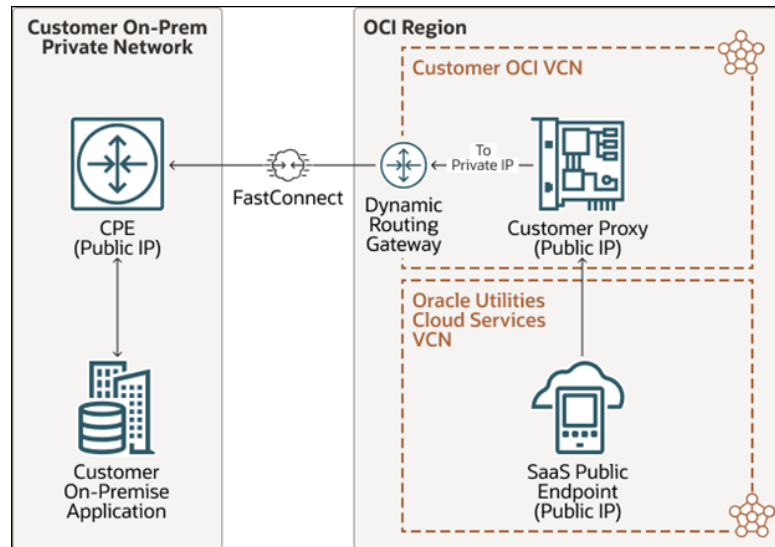 Customer On-Prem
Private Network
CPE
(Public IP)
Customer
On-Premise
Application
FastConnect
OCI Region
Customer OCI VCN
Dynamic
Routing
Gateway
To
Private IP
Customer Proxy
(Public IP)
Oracle Utilities
Cloud Services
VCN
SaaS Public
Endpoint
(Public IP)